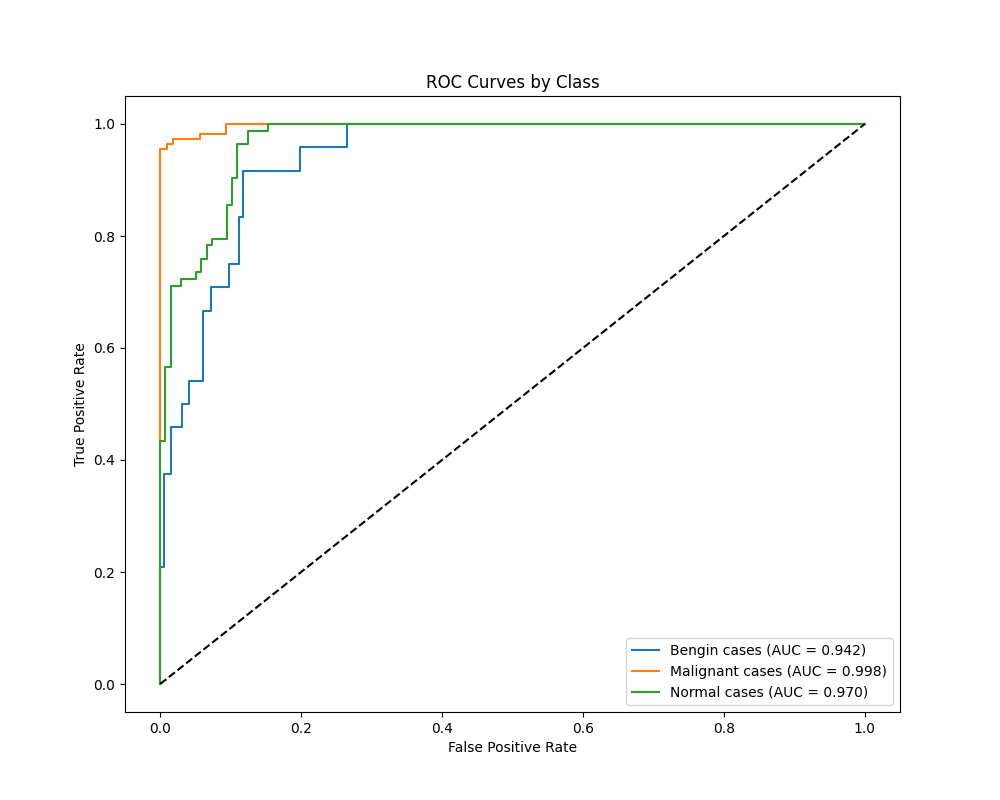 ROC Curves by Class
True Positive Rate
1.0
0.8
0.6
0.4
0.2
0.0
0.0 0.2 0.4 0.6 0.8 1.0
False Positive Rate
Bengin cases (AUC = 0.942)
Malignant cases (AUC = 0.998)
Normal cases (AUC = 0.970)